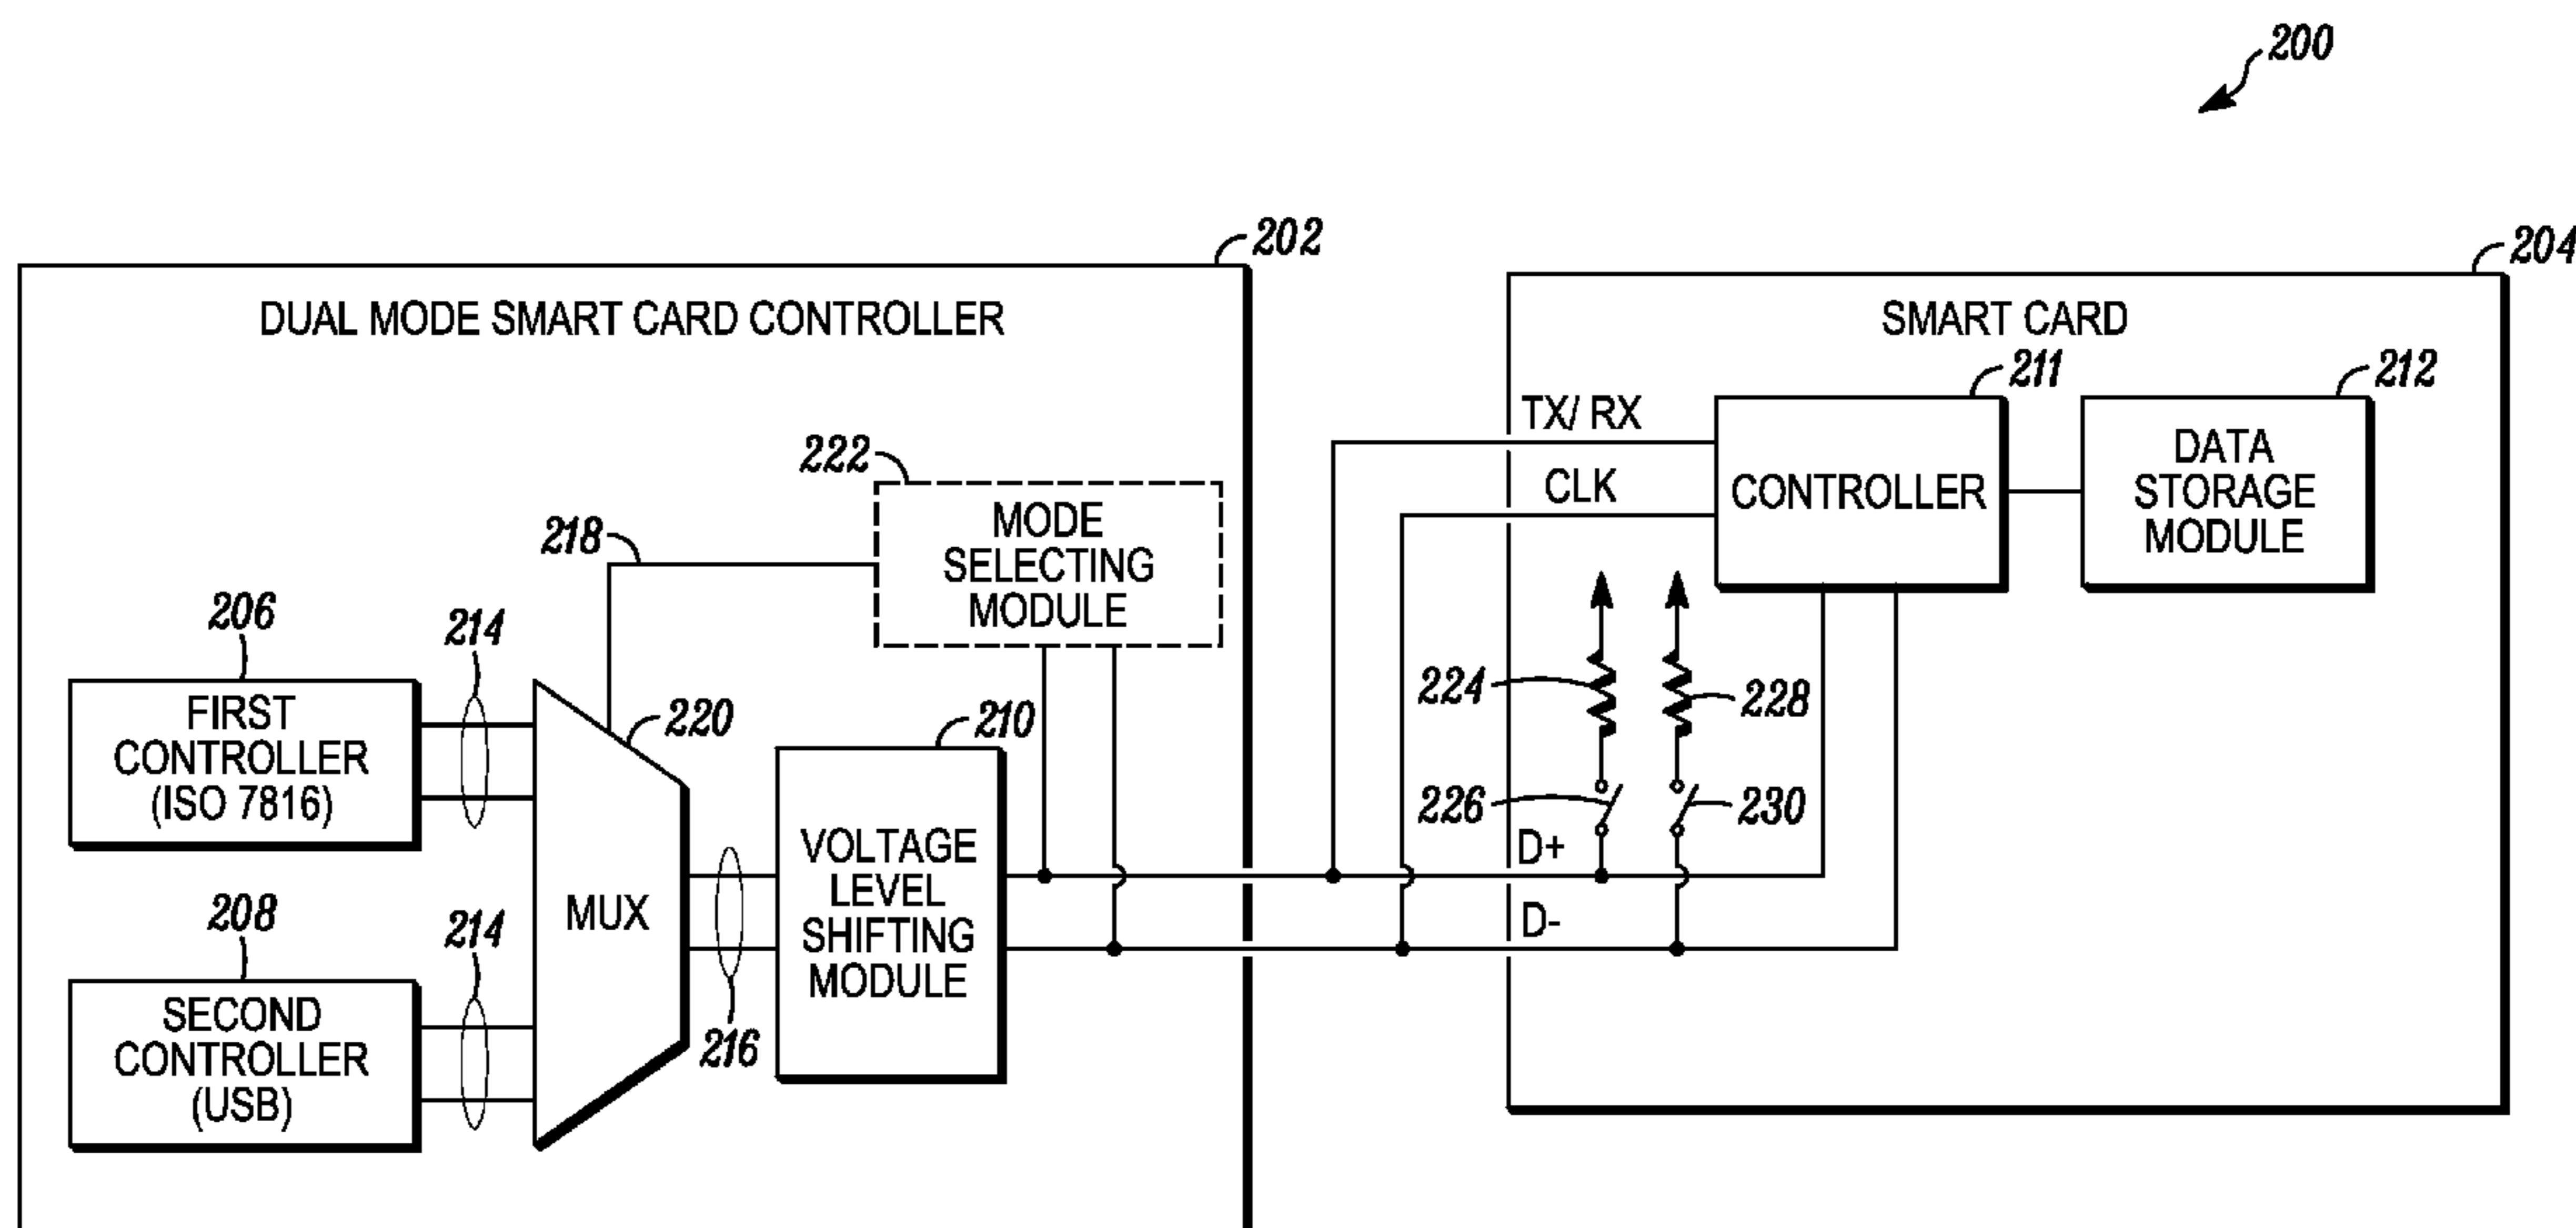 200
202
204
DUAL MODE SMART CARD CONTROLLER
SMART CARD
211
212
TX/ RX
CLK
CONTROLLER
DATA
STORAGE
MODULE
222
MODE
SELECTING
MODULE
218
206
214
FIRST
CONTROLLER
(ISO 7816)
220
210
224
228
226
230
VOLTAGE
LEVEL
SHIFTING
MODULE
D+
D-
MUX
208
214
SECOND
CONTROLLER
(USB)
216